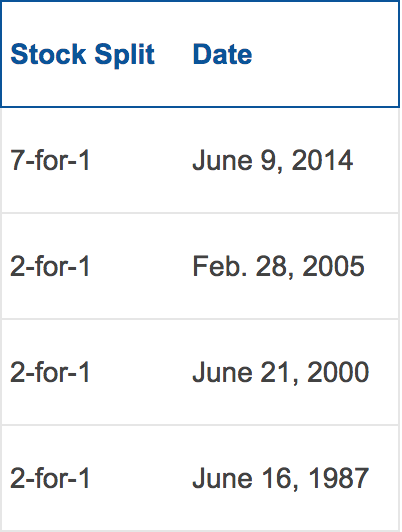 Stock Split Date
7-for-1 June 9, 2014
2-for-1 Feb. 28, 2005
2-for-1 June 21, 2000
2-for-1 June 16, 1987